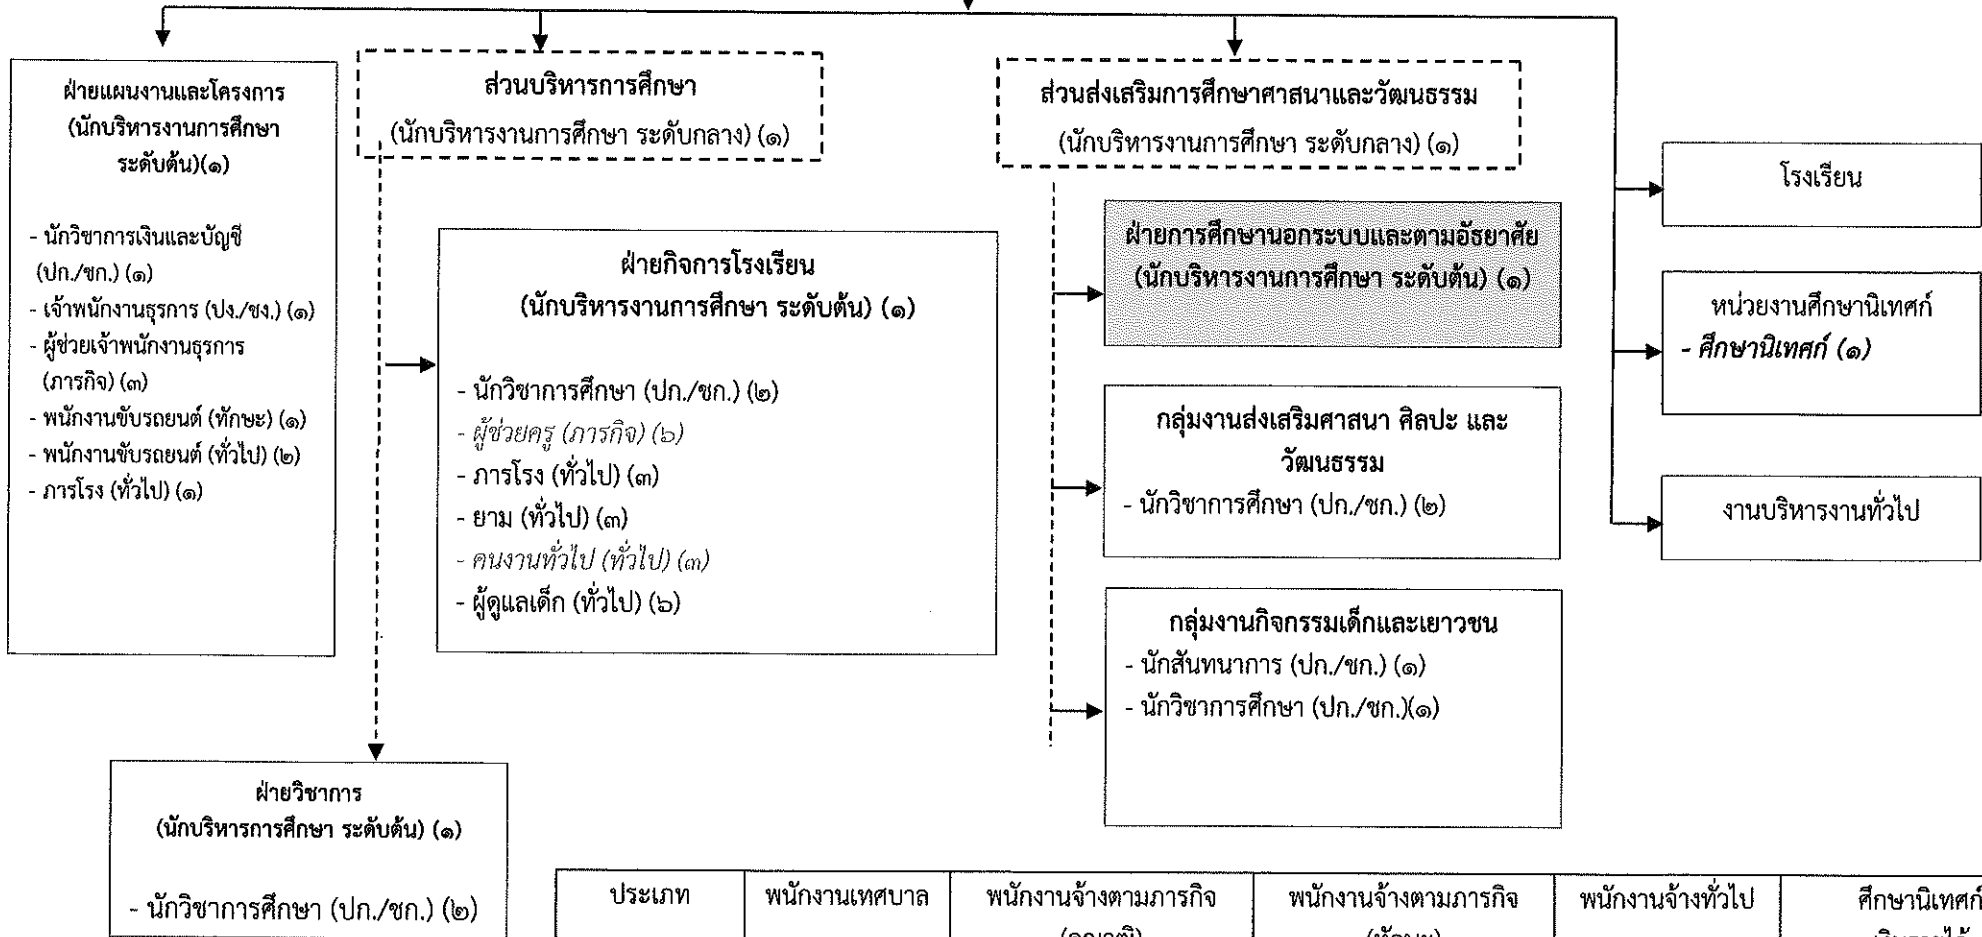 ฝ่ายแผนงานและโครงการ
(นักบริหารงานการศึกษา
ระดับต้น)(๑)
- นักวิชาการเงินและบัญชี
(ปก./ชก.) (๑)
- เจ้าพนักงานธุรการ (ปง./ชง.) (๑)
- ผู้ช่วยเจ้าพนักงานธุรการ
(ภารกิจ) (๓)
- พนักงานขับรถยนต์ (ทักษะ) (๑)
- พนักงานขับรถยนต์ (ทั่วไป) (๒)
- ภารโรง (ทั่วไป) (๑)
ส่วนบริหารการศึกษา
(นักบริหารงานการศึกษา ระดับกลาง) (๑)
ฝ่ายกิจการโรงเรียน
(นักบริหารงานการศึกษา ระดับต้น) (๑)
- นักวิชาการศึกษา (ปก./ชก.) (๒)
- ผู้ช่วยครู (ภารกิจ) (๖)
- ภารโรง (ทั่วไป) (๓)
- ยาม (ทั่วไป) (๓)
- คนงานทั่วไป (ทั่วไป) (๓)
- ผู้ดูแลเด็ก (ทั่วไป) (๖)
ฝ่ายวิชาการ
(นักบริหารการศึกษา ระดับต้น) (๑)
- นักวิชาการศึกษา (ปก./ชก.) (๒)
ส่วนส่งเสริมการศึกษาศาสนาและวัฒนธรรม
(นักบริหารงานการศึกษา ระดับกลาง) (๑)
ฝ่ายการศึกษานอกระบบและตามอัธยาศัย
(นักบริหารงานการศึกษา ระดับต้น) (๑)
กลุ่มงานส่งเสริมศาสนา ศิลปะ และ
วัฒนธรรม
- นักวิชาการศึกษา (ปก./ชก.) (๒)
กลุ่มงานกิจกรรมเด็กและเยาวชน
- นักสันทนาการ (ปก./ชก.) (๑)
- นักวิชาการศึกษา (ปก./ชก.)(๑)
โรงเรียน
หน่วยงานศึกษานิเทศก์
- ศึกษานิเทศก์ (๑)
งานบริหารงานทั่วไป
ประเภท
พนักงานเทศบาล
พนักงานจ้างตามภารกิจ
พนักงานจ้างตามภารกิจ
พนักงานจ้างทั่วไป
ศึกษานิเทศก์